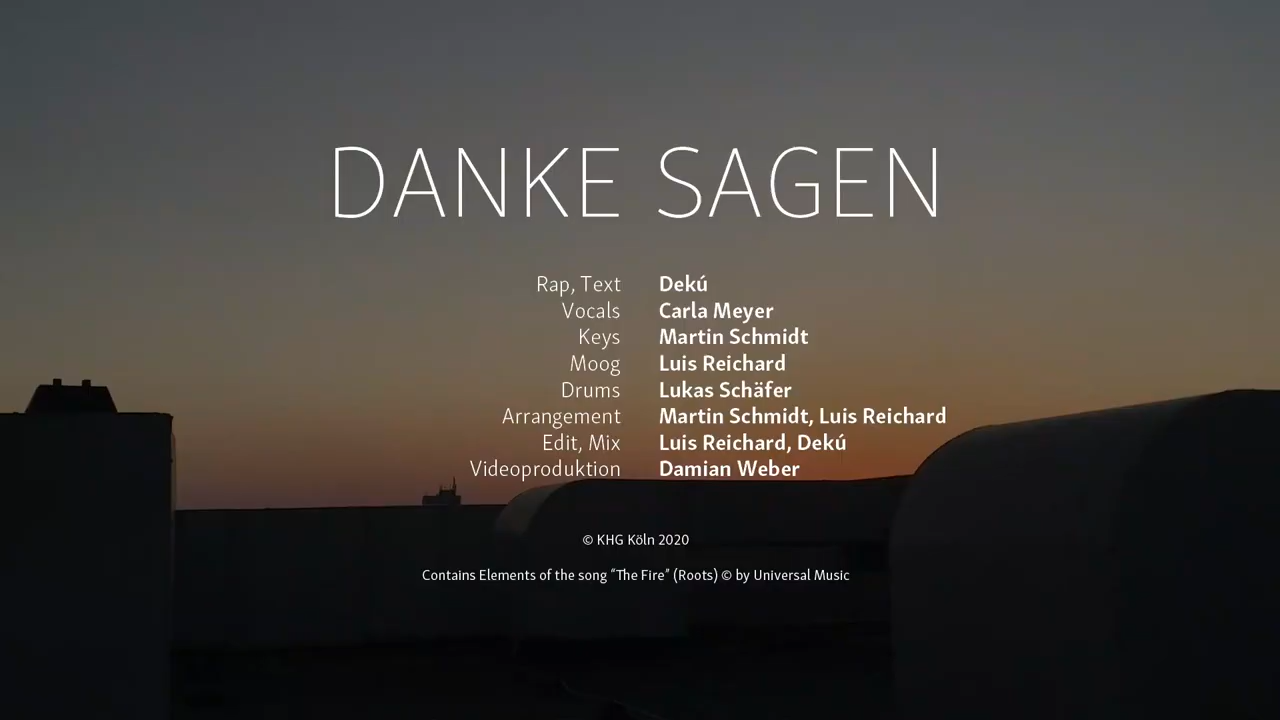 DANKE SAGEN
Rap, Text Dekú
Vocals Carla Meyer
Keys Martin Schmidt
Moog Luis Reichard
Drums Lukas Schäfer
Arrangement Martin Schmidt, Luis Reichard
Edit, Mix Luis Reichard, Dekú
Videoproduktion Damian Weber
© KHG Köln 2020
Contains Elements of the song “The Fire” (Roots) © by Universal Music